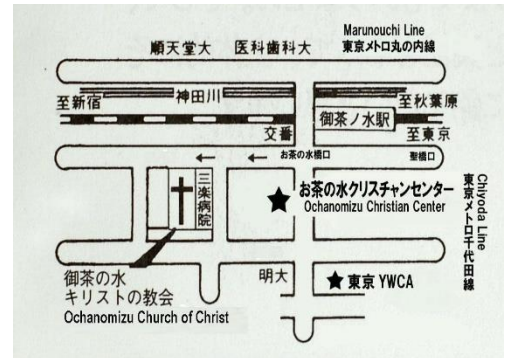 Marunouchi Line
東京メトロ丸の内線
順天堂大
医科歯科大
至新宿
神田川
至秋葉原
御茶ノ水駅
交番
至東京
お茶の水橋口
聖橋口
三楽病院
お茶の水クリスチャンセンター
Ochanomizu Christian Center
Chiyoda Line
東京メトロ千代田線
明大
東京 YWCA
御茶の水
キリストの教会
Ochanomizu Church of Christ